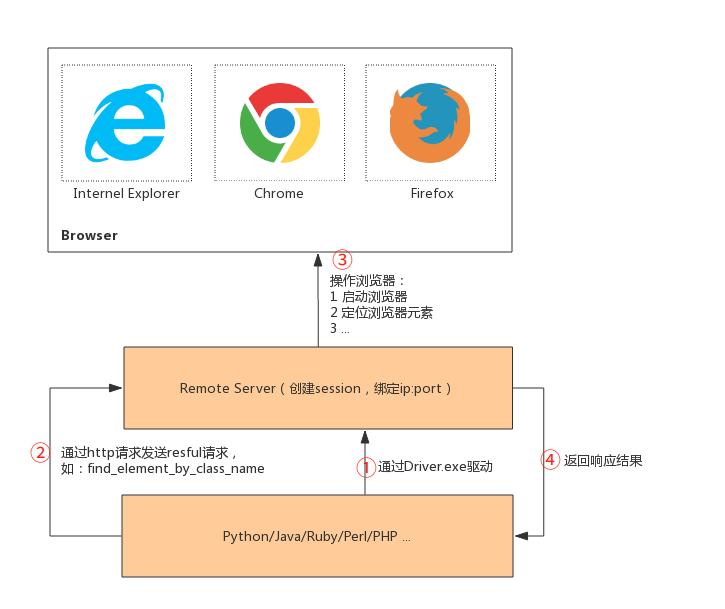 Internel Explorer
Chrome
Firefox
Browser
③
操作浏览器：
1 启动浏览器
2 定位浏览器元素
3 ...
Remote Server（创建session，绑定ip:port）
②
通过http请求发送resful请求，
如：find_element_by_class_name
①
通过Driver.exe驱动
④
返回响应结果
Python/Java/Ruby/Perl/PHP ...